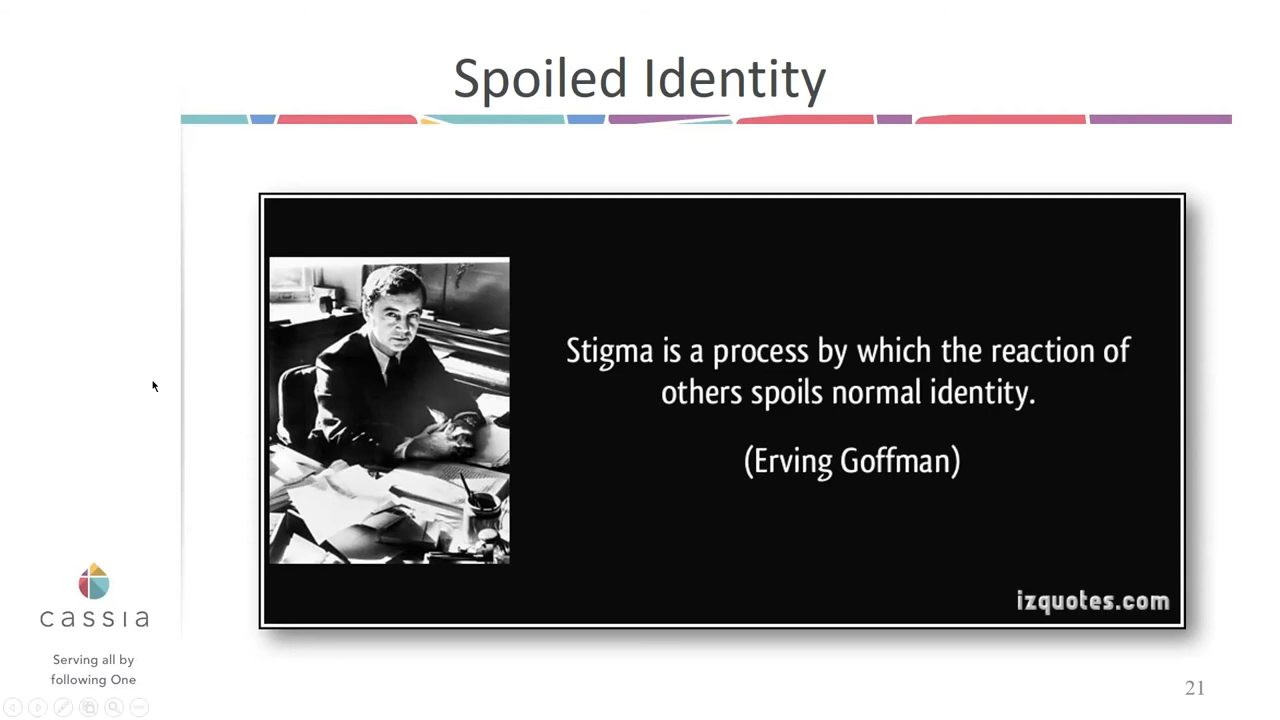 Spoiled Identity
Stigma is a process by which the reaction of
others spoils normal identity.
(Erving Goffman)
izquotes.com
cassia
Serving all by
following One
21